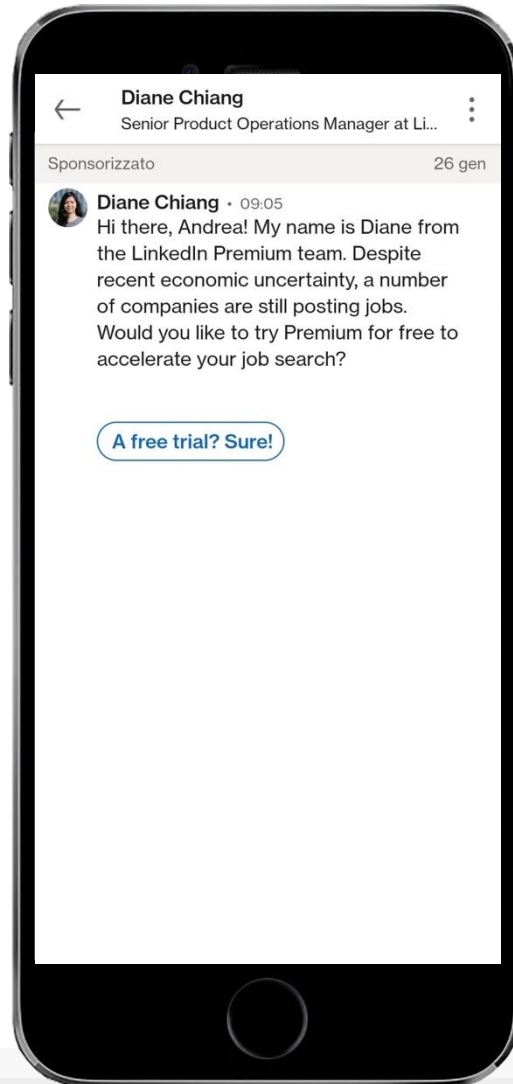 Diane Chiang
Senior Product Operations Manager at Li...
Sponsorizzato 26 gen
Diane Chiang • 09:05
Hi there, Andrea! My name is Diane from
the LinkedIn Premium team. Despite
recent economic uncertainty, a number
of companies are still posting jobs.
Would you like to try Premium for free to
accelerate your job search?
A free trial? Sure!